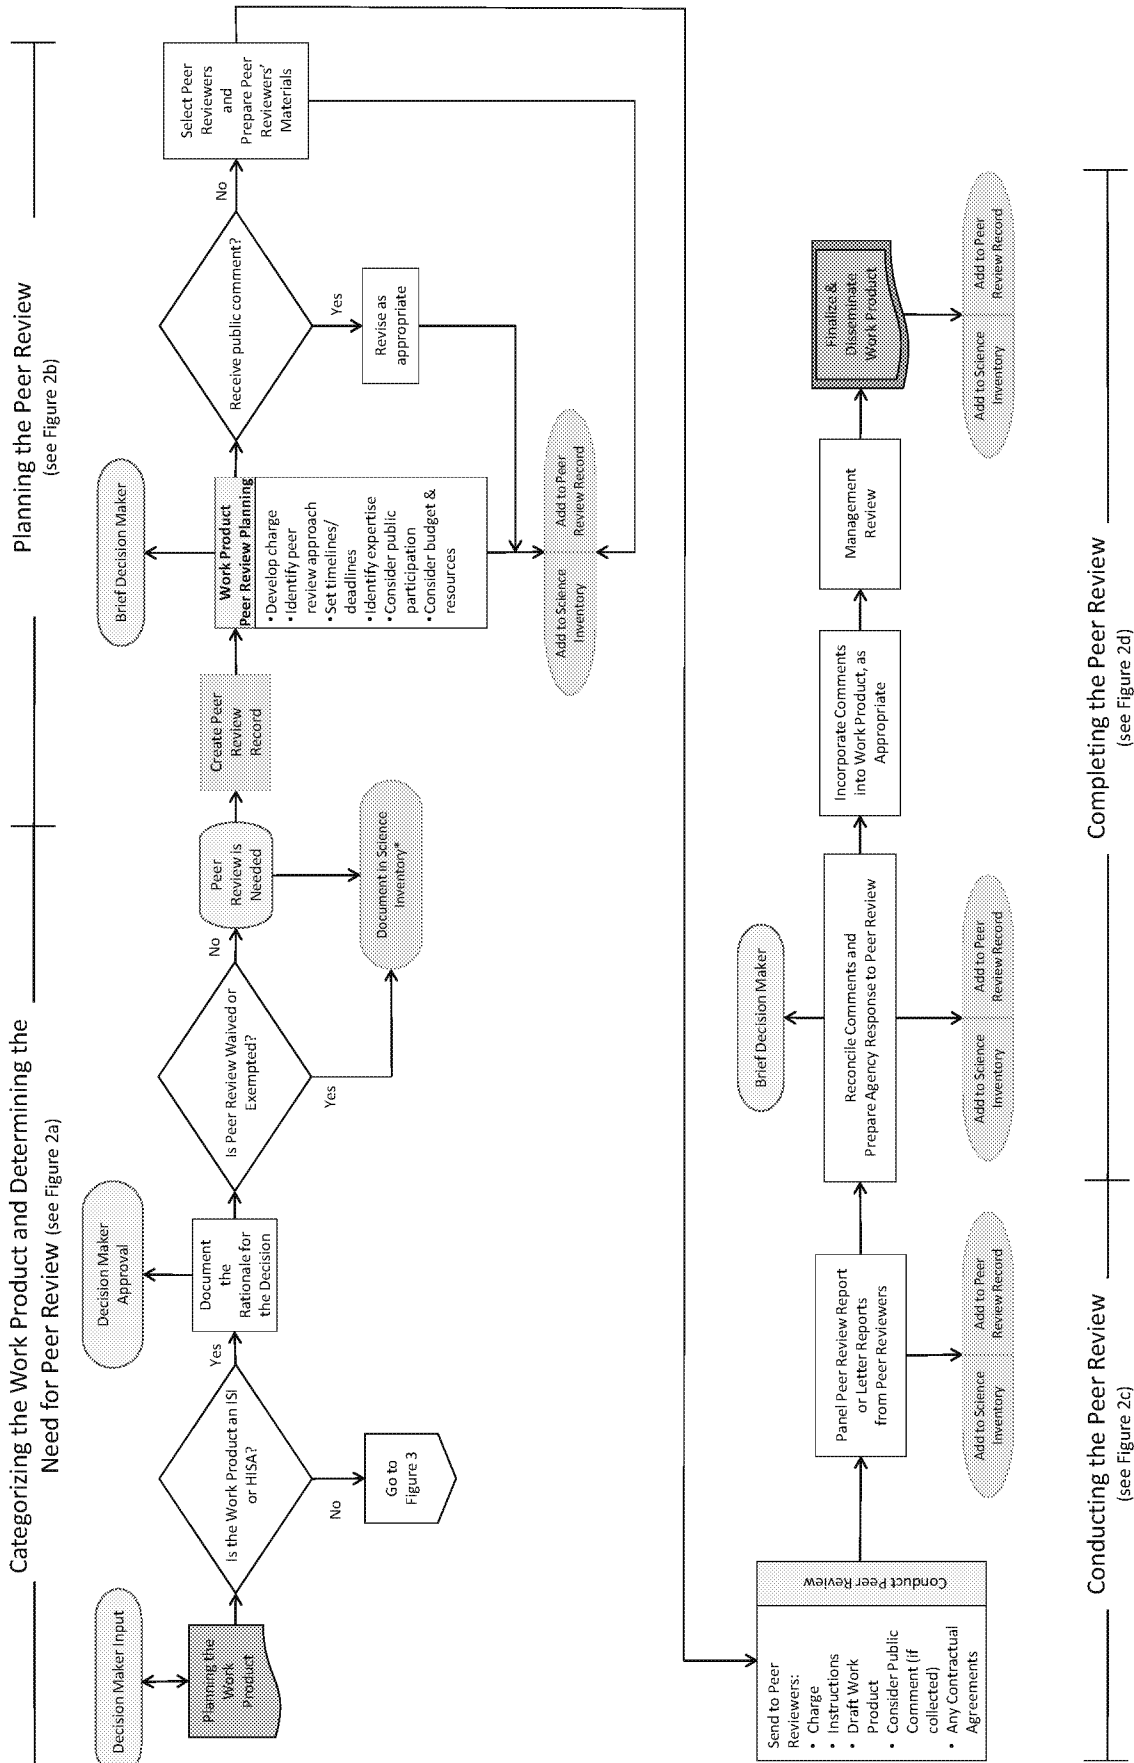 Categorizing the Work Product and Determining the
Need for Peer Review (see Figure 2a)
Planning the Peer Review
(see Figure 2b)
Decision Maker Input
Planning the
Work
Product
Is the Work Product an ISI
or HISA?
Yes
No
Go to
Figure 3
Decision Maker
Approval
Document
the
Rationale for
the Decision
Is Peer Review Waived or
Exempted?
No
Yes
Peer
Review is
Needed
Document in Science
Inventory*
Create Peer
Review
Record
Brief Decision Maker
Work Product
Peer Review Planning
• Develop charge
• Identify peer
review approach
• Set timelines/
deadlines
• Identify expertise
• Consider public
participation
• Consider budget &
resources
Add to Science
Inventory
Add to Peer
Review Record
Receive public comment?
No
Yes
Revise as
appropriate
Select Peer
Reviewers
and
Prepare Peer
Reviewers'
Materials
Send to Peer
Reviewers:
• Charge
• Instructions
• Draft Work
Product
• Consider Public
Comment (if
collected)
• Any Contractual
Agreements
Conduct Peer Review
Panel Peer Review Report
or Letter Reports
from Peer Reviewers
Add to Science
Inventory
Add to Peer
Review Record
Brief Decision Maker
Reconcile Comments and
Prepare Agency Response to Peer Review
Add to Science
Inventory
Add to Peer
Review Record
Incorporate Comments
into Work Product, as
Appropriate
Management
Review
Finalize &
Disseminate
Work Product
Add to Science
Inventory
Add to Peer
Review Record
Conducting the Peer Review
(see Figure 2c)
Completing the Peer Review
(see Figure 2d)